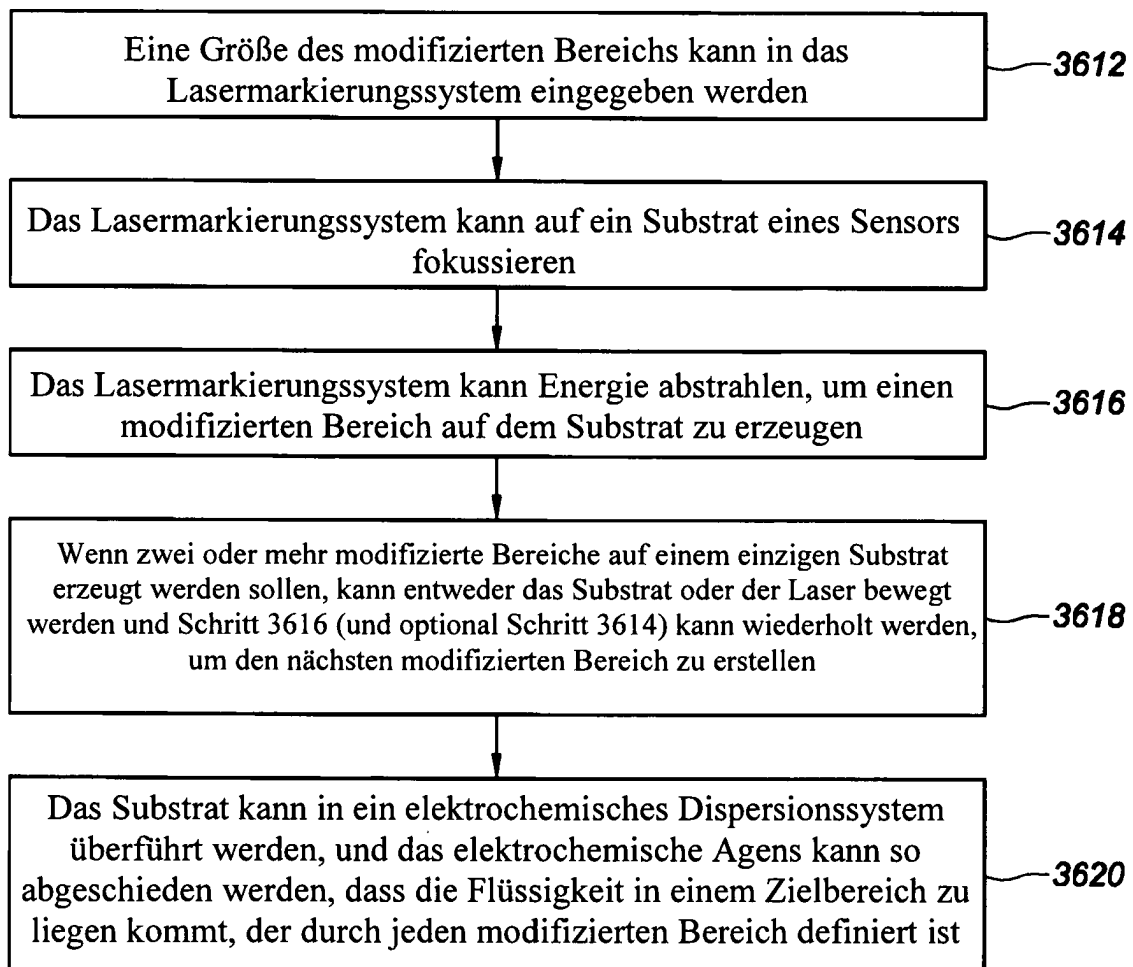 Eine Größe des modifizierten Bereichs kann in das
Lasermarkierungssystem eingegeben werden
3612
Das Lasermarkierungssystem kann auf ein Substrat eines Sensors
fokussieren
3614
Das Lasermarkierungssystem kann Energie abstrahlen, um einen
modifizierten Bereich auf dem Substrat zu erzeugen
3616
Wenn zwei oder mehr modifizierte Bereiche auf einem einzigen Substrat
erzeugt werden sollen, kann entweder das Substrat oder der Laser bewegt
werden und Schritt 3616 (und optional Schritt 3614) kann wiederholt werden,
um den nächsten modifizierten Bereich zu erstellen
3618
Das Substrat kann in ein elektrochemisches Dispersionssystem
überführt werden, und das elektrochemische Agens kann so
abgeschieden werden, dass die Flüssigkeit in einem Zielbereich zu
liegen kommt, der durch jeden modifizierten Bereich definiert ist
3620